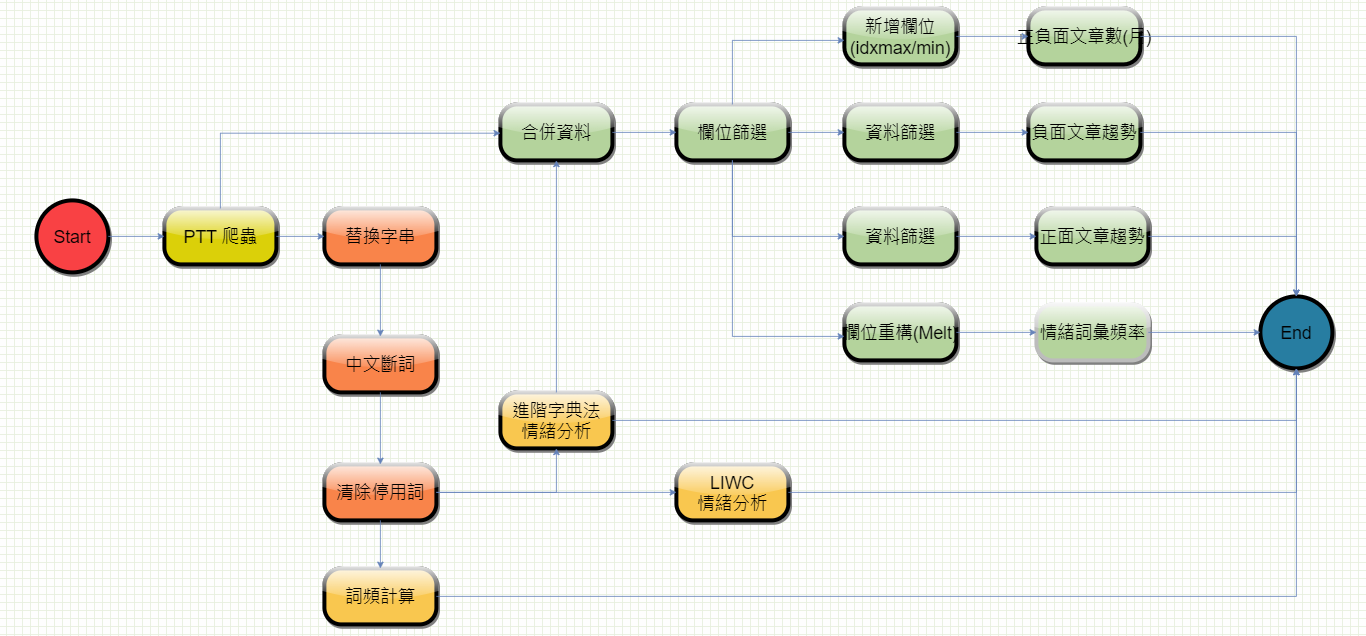 新增欄位
(idxmax/min)
正負面文章數(月)
合併資料
欄位篩選
資料篩選
負面文章趨勢
Start
PTT 爬蟲
替換字串
資料篩選
正面文章趨勢
欄位重構(Melt)
情緒詞彙頻率
End
中文斷詞
進階字典法
情緒分析
清除停用詞
LIWC
情緒分析
詞頻計算